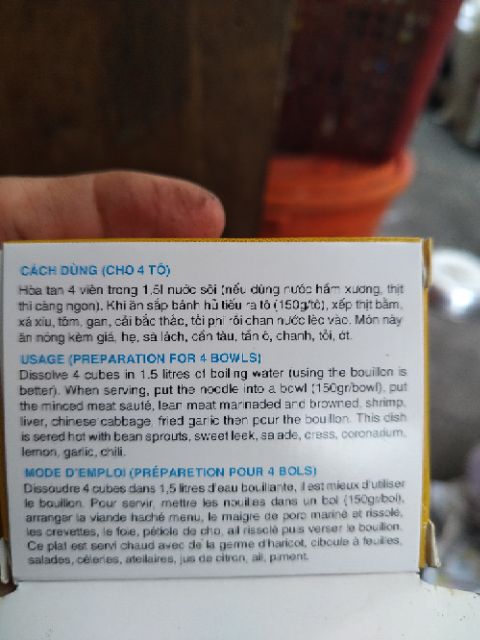 CÁCH DÙNG (CHO 4 TÔ)
Hòa tan 4 viên trong 1,5l nước sôi (nếu dùng nước hầm xương, thịt
thì càng ngon). Khi ăn sắp bánh hủ tiếu ra tô (150g/tô), xếp thịt bằm,
xá xíu, tôm, gan, cải bắc thảo, tỏi phi rồi chan nước lèo vào. Món này
ăn nóng kèm giá, hẹ, sà lách, cần tàu, tần ô, chanh, tỏi, ớt.
USAGE (PREPARATION FOR 4 BOWLS)
Dissolve 4 cubes in 1.5 litres of boiling water (using the bouillon is
better). When serving, put the noodle into a bowl (150gr/bowl), put
the minced meat sauté, lean meat marinaded and browned, shrimp,
liver, chinese cabbage, fried garlic then pour the bouillon. This dish
is sered hot with bean sprouts, sweet leek, salade, cress, coronarium,
lemon, garlic, chili.
MODE D'EMPLOI (PRÉPARETION POUR 4 BOLS)
Dissoudre 4 cubes dans 1,5 litres d'eau bouillante, il est mieux d'utiliser
le bouillon. Pour servir, mettre les nouilles dans un bol (150gr/bol),
arranger la viande haché menu, le maigre de porc mariné et rissolé,
les crevettes, le foie, pétiole de cho, ail rissolé puis verser le bouillon.
Ce plat est servi chaud avec de la germe d'haricot, ciboule à feuilles,
salades, céleries, jus de citron, ail, piment.